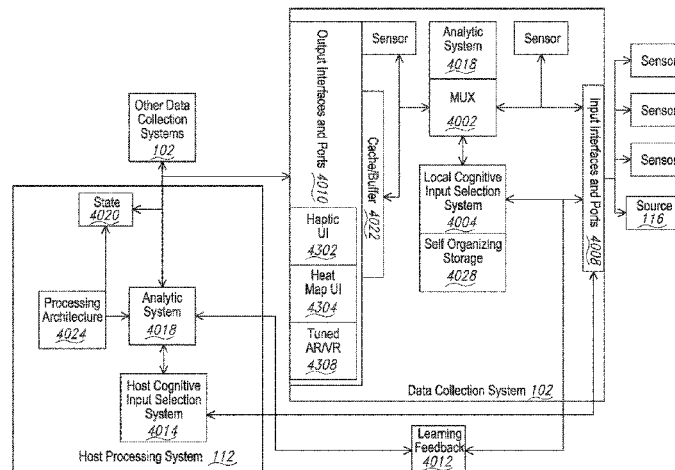 Output Interfaces and Ports
4010
Sensor
Analytic
System
4018
MUX
4002
Sensor
Input Interfaces and Ports
4008
Sensor
Sensor
Sensor
Source
116
Cache/Buffer
4022
Local Cognitive
Input Selection
System
4004
Self Organizing
Storage
4028
Haptic
UI
4302
Heat
Map UI
4304
Tuned
AR/VR
4308
Data Collection System 102
Other Data
Collection Systems
102
State
4020
Processing
Architecture
4024
Analytic
System
4018
Host Cognitive
Input Selection
System
4014
Host Processing System 112
Learning
Feedback
4012